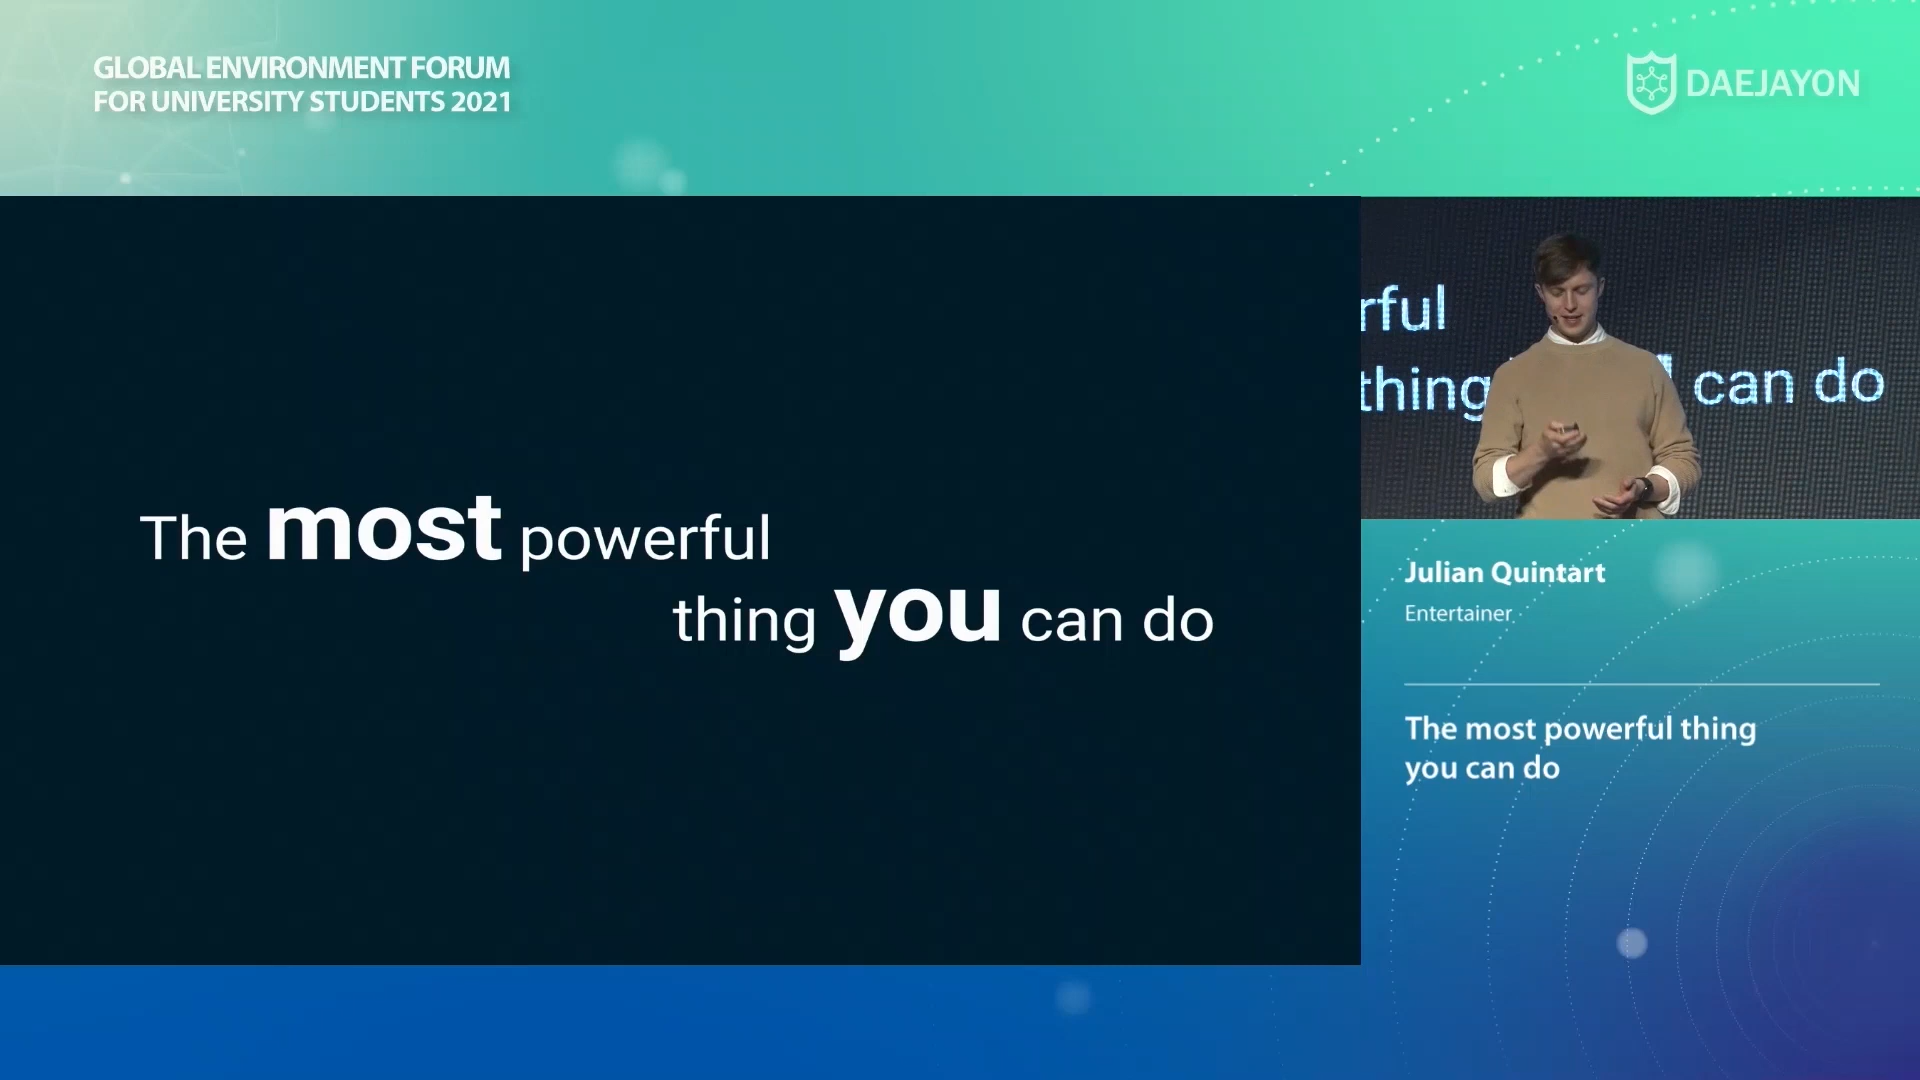 GLOBAL ENVIRONMENT FORUM
FOR UNIVERSITY STUDENTS 2021
DAEJAYON
The most powerful
thing you can do
rful
thing can do
Julian Quintart
Entertainer
The most powerful thing
you can do